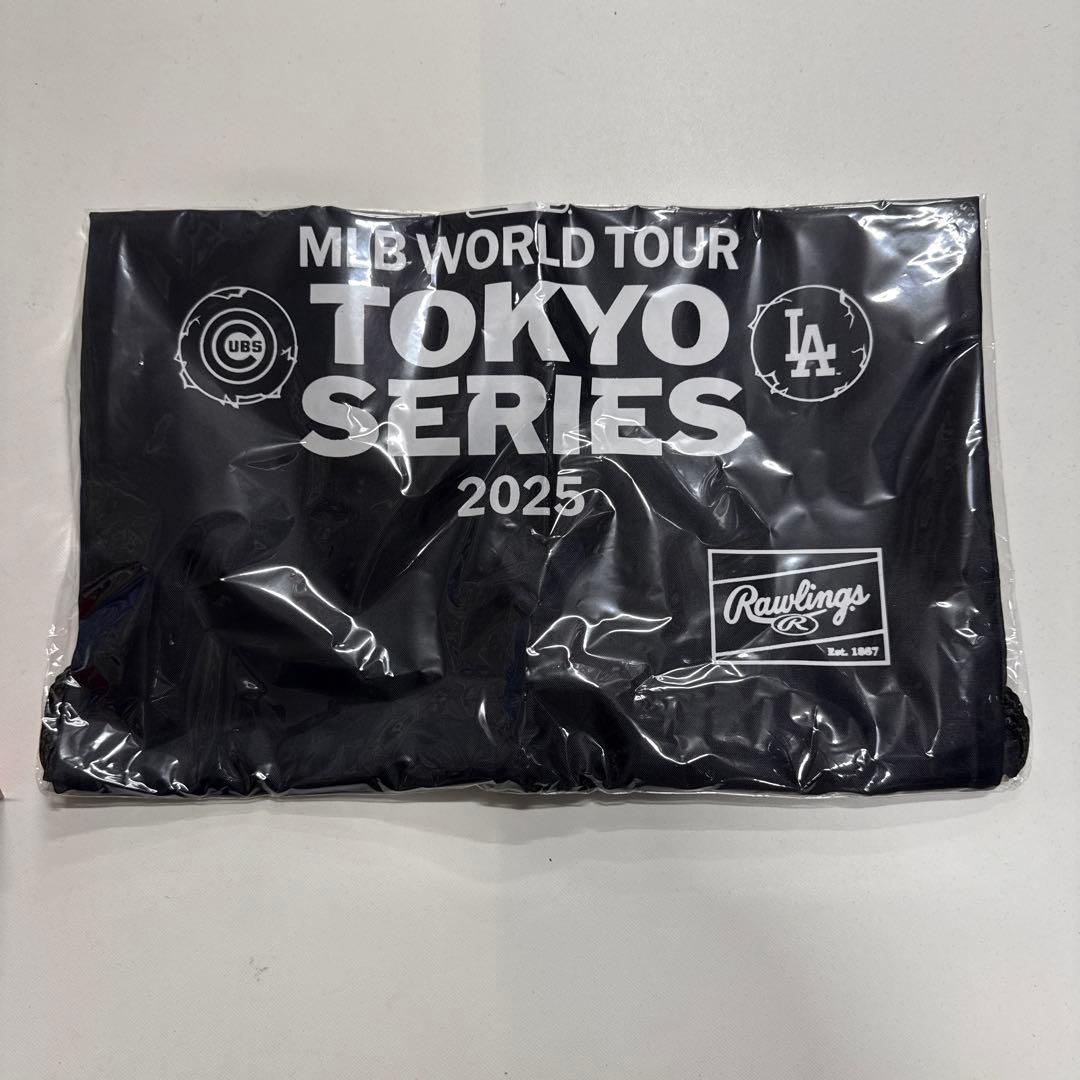 MLB WORLD TOUR
TOKYO
SERIES
2025
CUBS
LA
Rawlings
R
Est. 1887